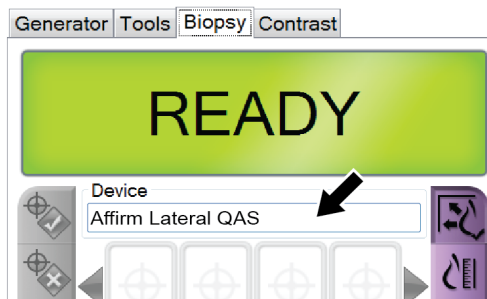 Generator Tools Biopsy Contrast
READY
Device
Affirm Lateral QAS